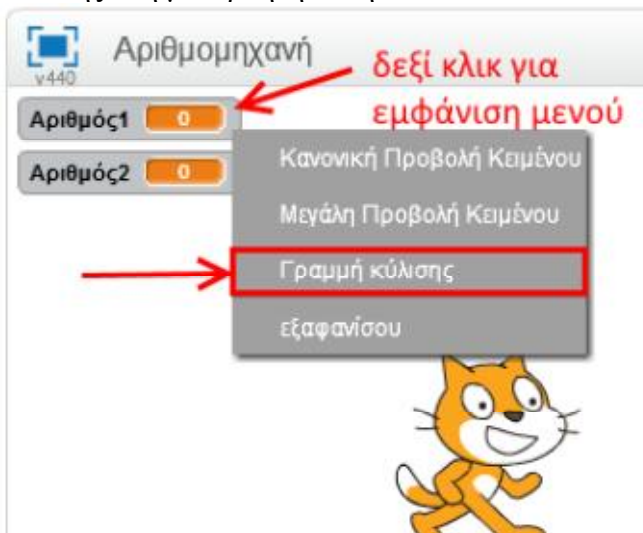 Αριθμομηχανή
v440
δεξί κλικ για
εμφάνιση μενού
Αριθμός1 0
Αριθμός2 0
Κανονική Προβολή Κειμένου
Μεγάλη Προβολή Κειμένου
Γραμμή κύλισης
εξαφανίσου